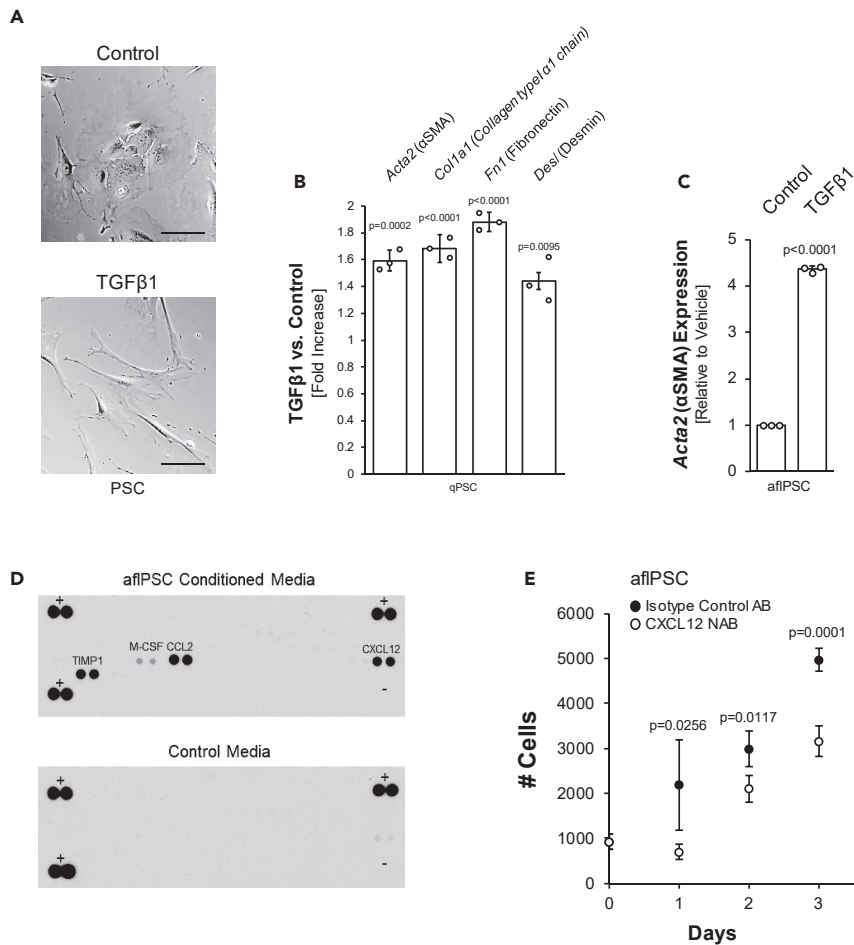 A
Control
TGFβ1
PSC
B
Acta2 (αSMA)
Col1a1 (Collagen type I α1 chain)
Fn1 (Fibronectin)
Des/ (Desmin)
TGFβ1 vs. Control
[Fold Increase]
2
1.8
1.6
1.4
1.2
1
0.8
0.6
0.4
0.2
0
p=0.0002
p<0.0001
p<0.0001
p=0.0095
qPSC
C
Control
TGFβ1
Acta2 (αSMA) Expression
[Relative to Vehicle]
5
4
3
2
1
0
p<0.0001
aflPSC
D
aflPSC Conditioned Media
+ +
TIMP1 M-CSF CCL2 CXCL12
+ -
Control Media
+ +
+ -
E
aflPSC
Isotype Control AB
CXCL12 NAB
# Cells
6000
5000
4000
3000
2000
1000
0
p=0.0256
p=0.0117
p=0.0001
0 1 2 3
Days